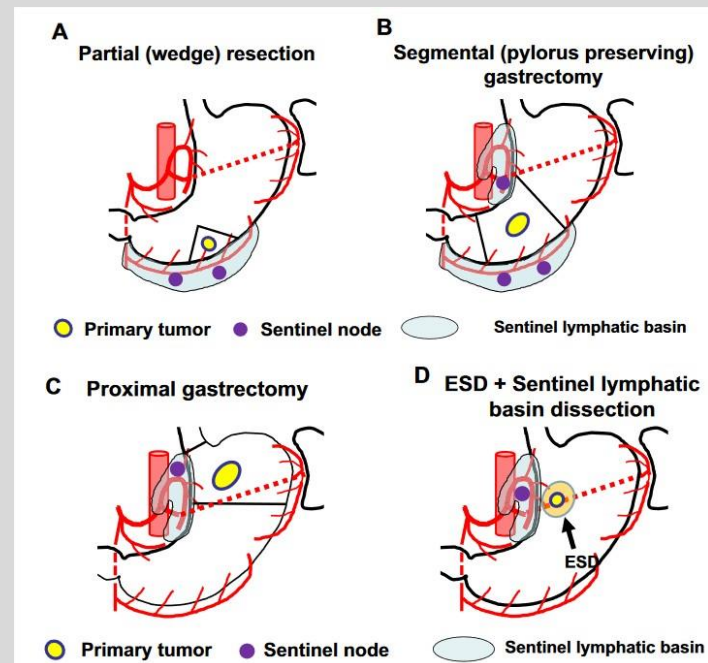 A
Partial (wedge) resection
B
Segmental (pylorus preserving)
gastrectomy
Primary tumor
Sentinel node
Sentinel lymphatic basin
C
Proximal gastrectomy
D
ESD + Sentinel lymphatic
basin dissection
ESD
Primary tumor
Sentinel node
Sentinel lymphatic basin